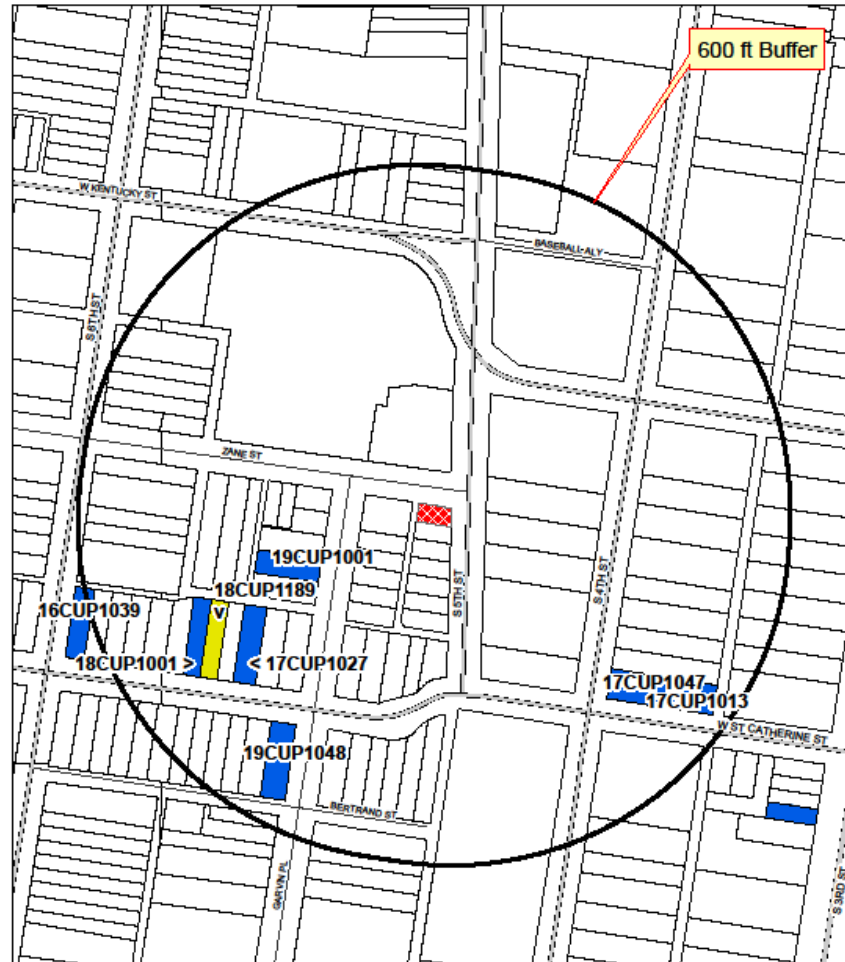 600 ft Buffer
W KENTUCKY ST
BASEBALL ALY
S 6TH ST
ZANE ST
19CUP1001
S 5TH ST
S 4TH ST
18CUP1189
v
16CUP1039
18CUP1001 >
< 17CUP1027
17CUP1047
17CUP1013
W ST CATHERINE ST
19CUP1048
BERTRAND ST
GARVIN PL
S 3RD ST